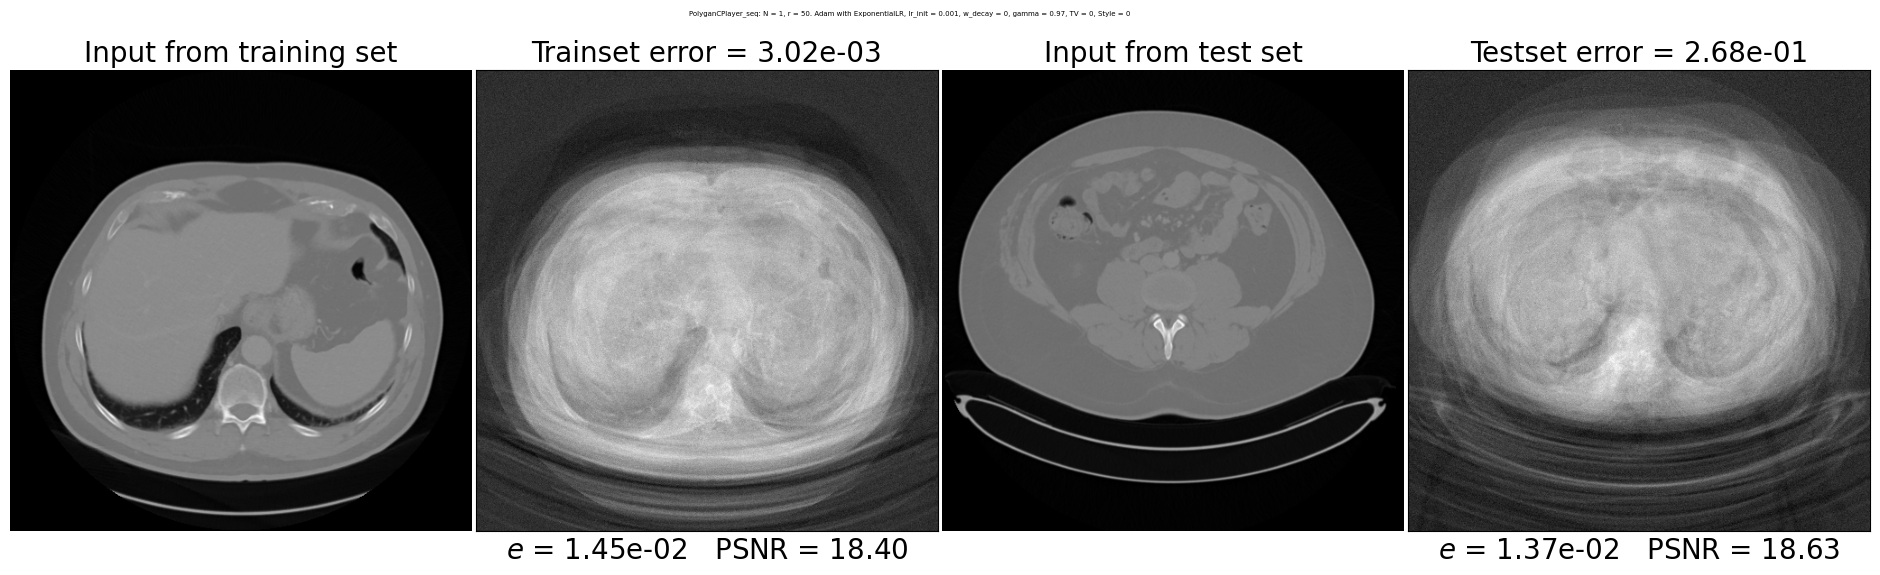 PolyganCPlayer_seq: N = 1, r = 50. Adam with ExponentialLR, lr_init = 0.001, w_decay = 0, gamma = 0.97, TV = 0, Style = 0
Input from training set
Trainset error = 3.02e-03
Input from test set
Testset error = 2.68e-01
e = 1.45e-02 PSNR = 18.40
e = 1.37e-02 PSNR = 18.63